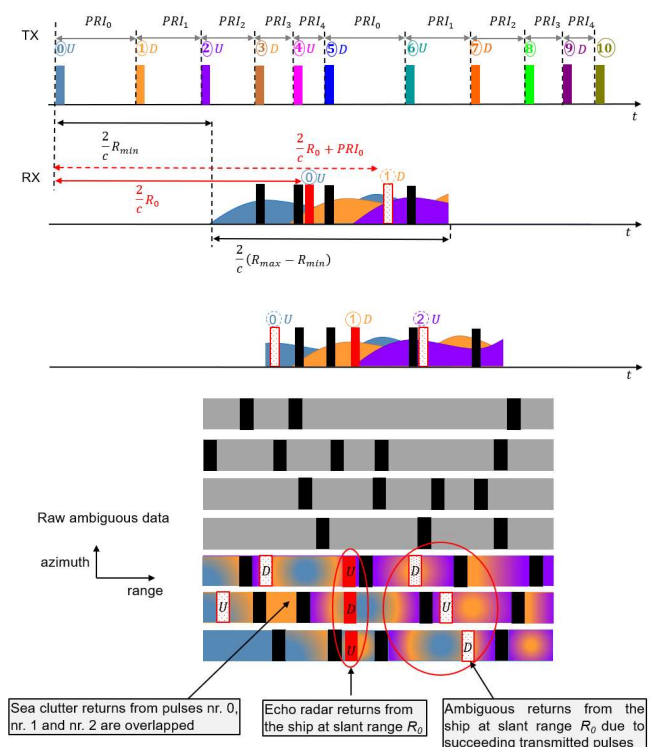 PRI₀ PRI₁ PRI₂ PRI₃ PRI₄ PRI₀ PRI₁ PRI₂ PRI₃ PRI₄
TX
0 U 1 D 2 U 3 D 4 U 5 D 6 U 7 D 8 9 D 10
t
2/c R_min
2/c R₀ + PRI₀
RX
0 U 1 D
2/c R₀
t
2/c (R_max − R_min)
0 U 1 D 2 U
t
Raw ambiguous data
azimuth
range
D U D
U D U
U D
Sea clutter returns from pulses nr. 0,
nr. 1 and nr. 2 are overlapped
Echo radar returns from
the ship at slant range R₀
Ambiguous returns from the
ship at slant range R₀ due to
succeeding transmitted pulses